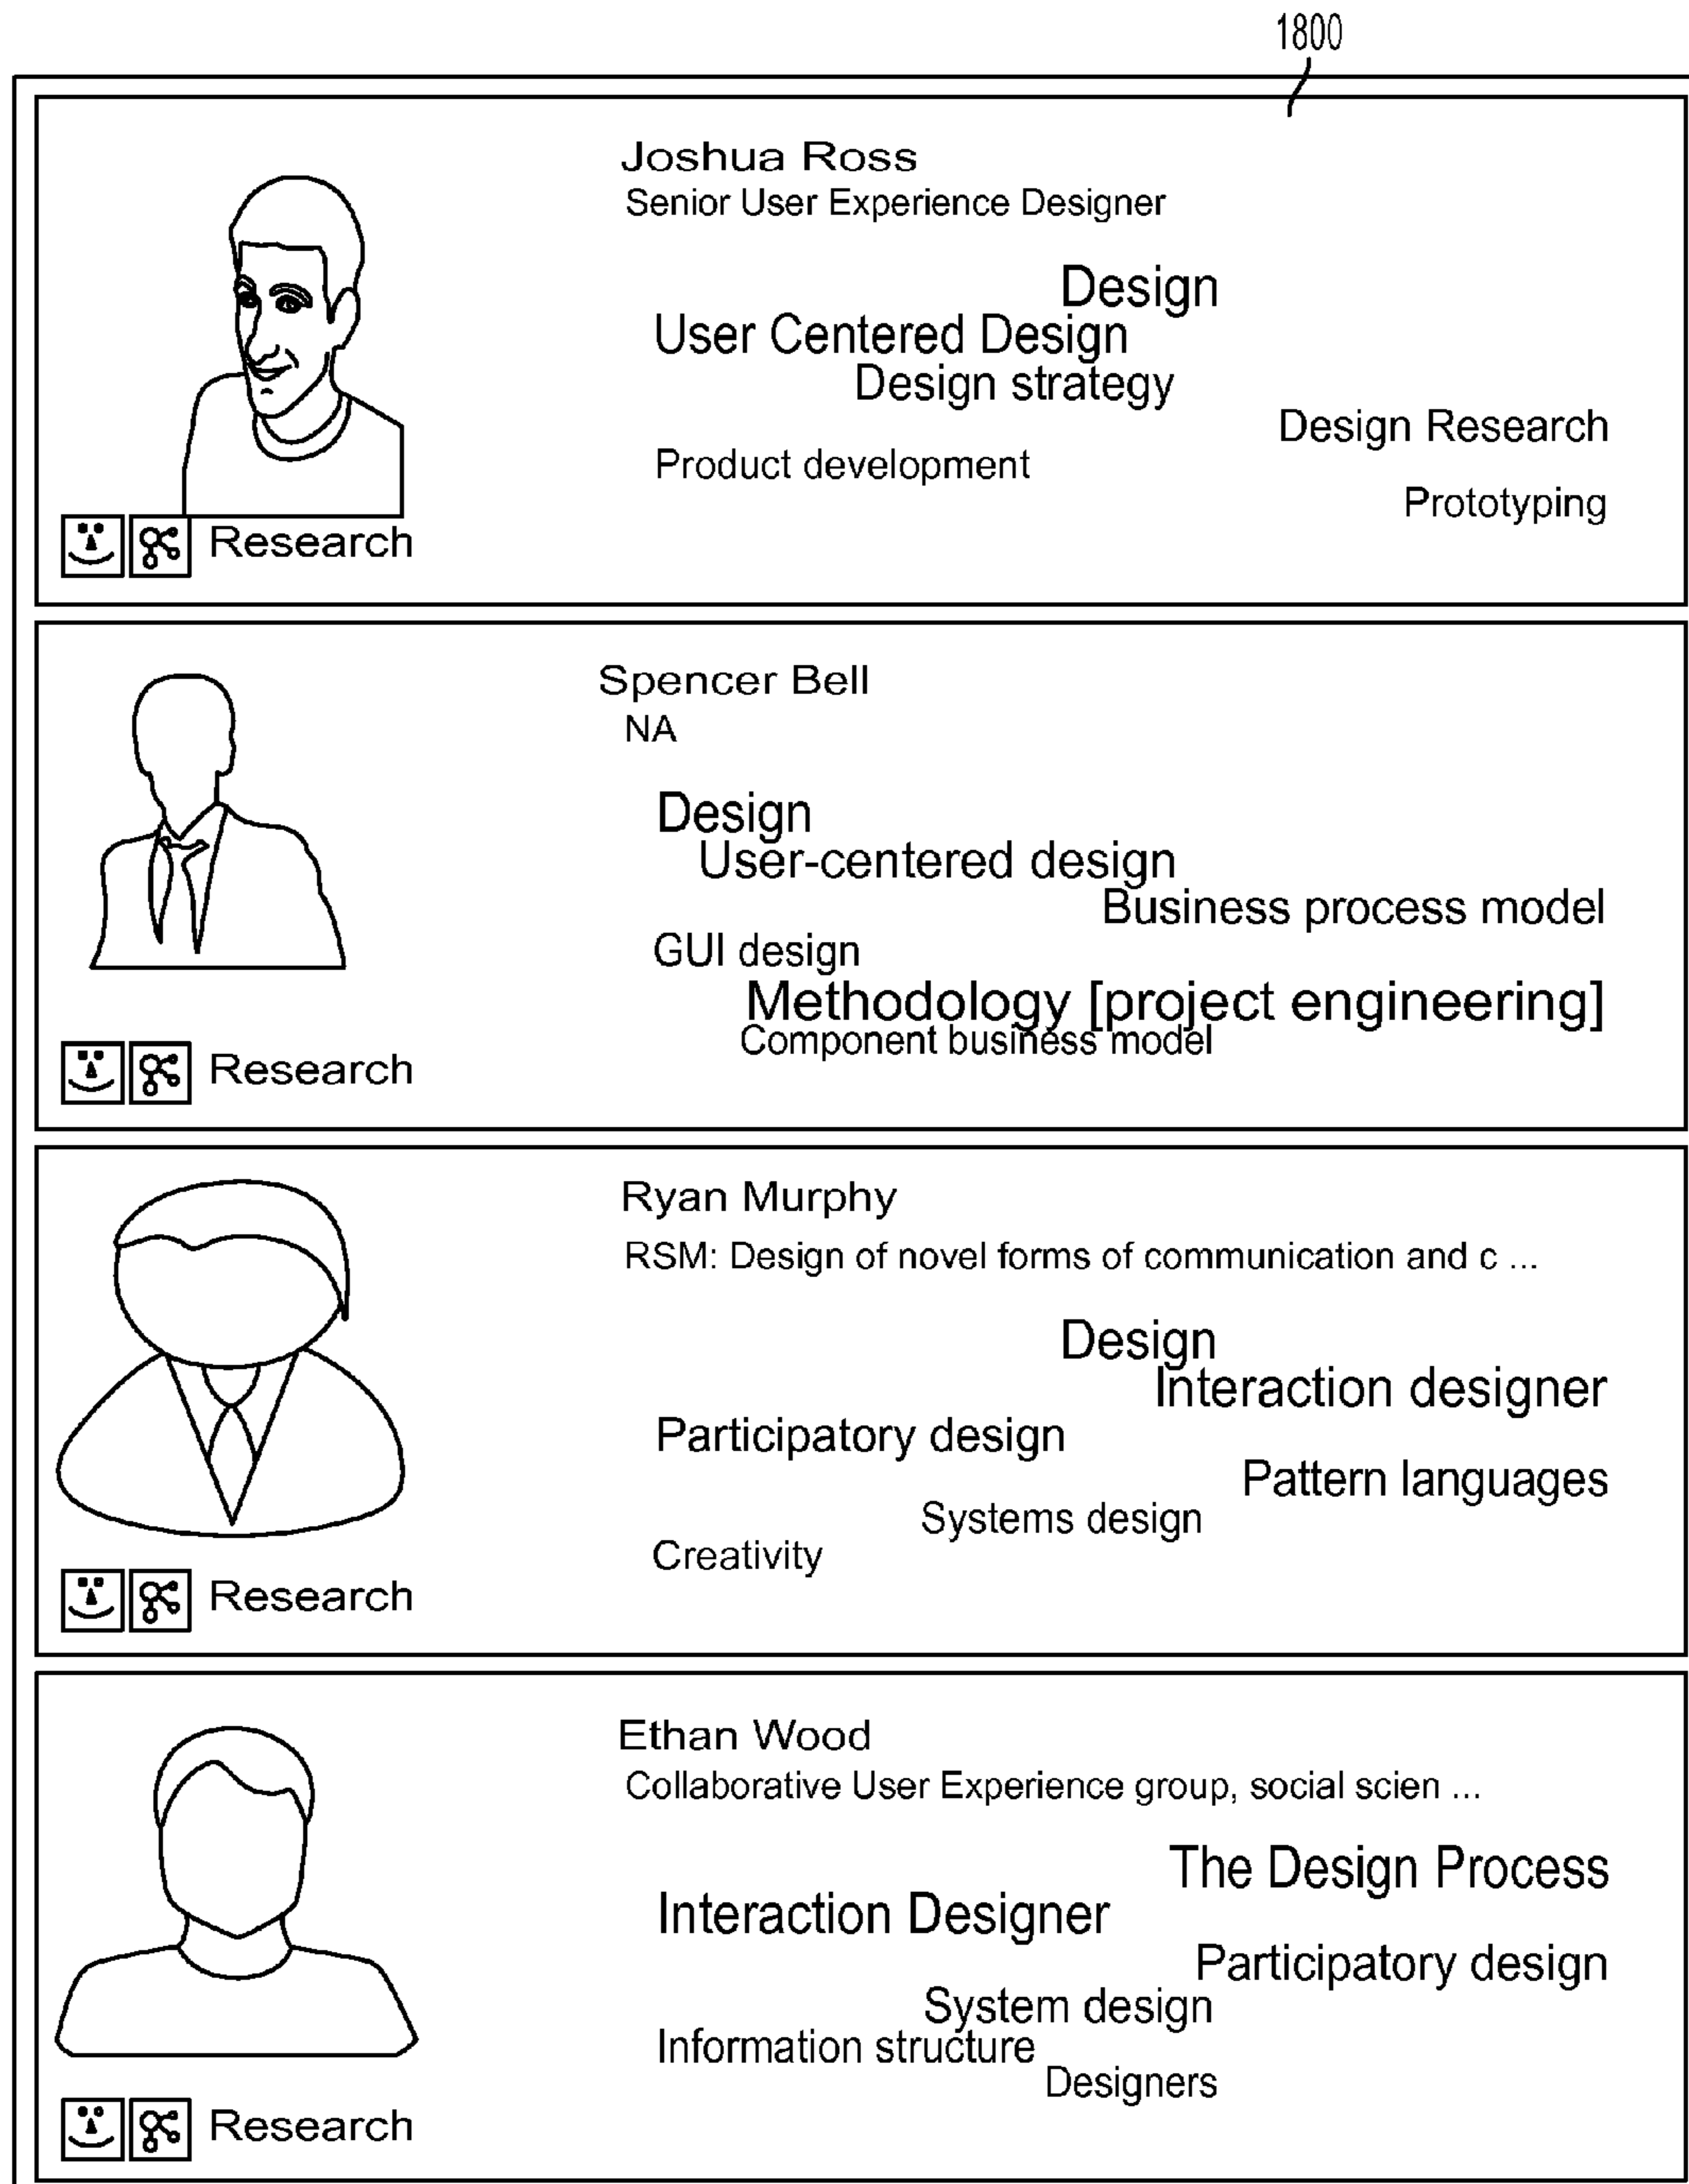 1800
Joshua Ross
Senior User Experience Designer
Design
User Centered Design
Design strategy
Design Research
Product development
Prototyping
Research
Spencer Bell
NA
Design
User-centered design
Business process model
GUI design
Methodology [project engineering]
Component business model
Research
Ryan Murphy
RSM: Design of novel forms of communication and c ...
Design
Interaction designer
Participatory design
Pattern languages
Systems design
Creativity
Research
Ethan Wood
Collaborative User Experience group, social scien ...
The Design Process
Interaction Designer
Participatory design
System design
Information structure
Designers
Research